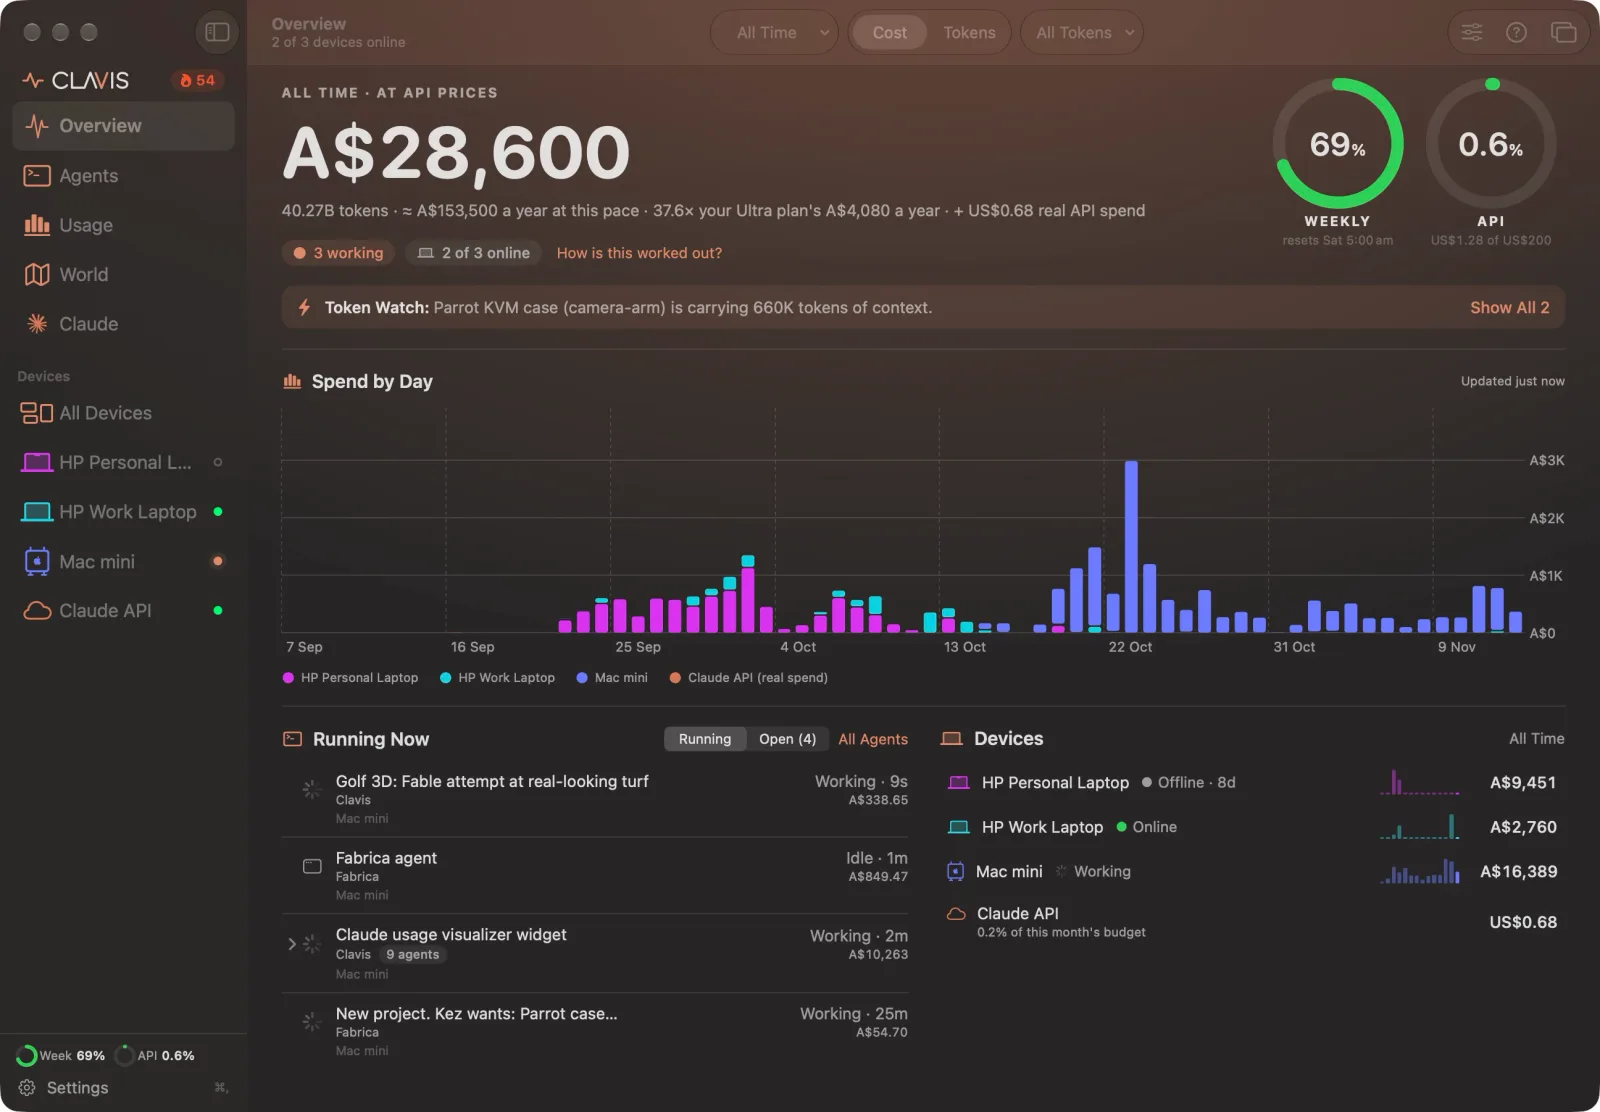 Overview
2 of 3 devices online
All Time
Cost
Tokens
All Tokens
CLAVIS
54
Overview
Agents
Usage
World
Claude
Devices
All Devices
HP Personal L...
HP Work Laptop
Mac mini
Claude API
Week 69%
API 0.6%
Settings
⌘,
ALL TIME · AT API PRICES
A$28,600
40.27B tokens · ≈ A$153,500 a year at this pace · 37.6× your Ultra plan's A$4,080 a year · + US$0.68 real API spend
3 working
2 of 3 online
How is this worked out?
69%
WEEKLY
resets Sat 5:00 am
0.6%
API
US$1.28 of US$200
Token Watch: Parrot KVM case (camera-arm) is carrying 660K tokens of context.
Show All 2
Spend by Day
Updated just now
A$3K
A$2K
A$1K
A$0
7 Sep
16 Sep
25 Sep
4 Oct
13 Oct
22 Oct
31 Oct
9 Nov
HP Personal Laptop
HP Work Laptop
Mac mini
Claude API (real spend)
Running Now
Running
Open (4)
All Agents
Golf 3D: Fable attempt at real-looking turf
Working · 9s
Clavis
A$338.65
Mac mini
Fabrica agent
Idle · 1m
Fabrica
A$849.47
Mac mini
Claude usage visualizer widget
Working · 2m
Clavis
9 agents
A$10,263
Mac mini
New project. Kez wants: Parrot case...
Working · 25m
Fabrica
A$54.70
Mac mini
Devices
All Time
HP Personal Laptop
Offline · 8d
A$9,451
HP Work Laptop
Online
A$2,760
Mac mini
Working
A$16,389
Claude API
0.2% of this month's budget
US$0.68